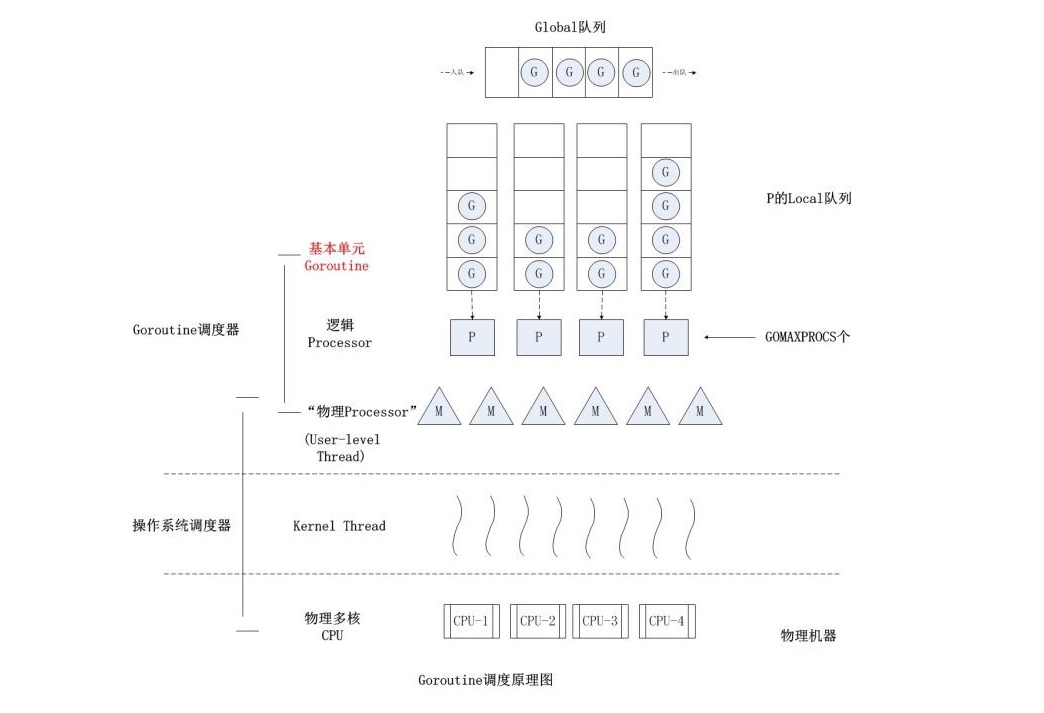 Global队列
入队 G G G G 出队
G
P的Local队列
G G
基本单元
G G G G
Goroutine
G G G G
Goroutine调度器
逻辑
Processor
P P P P
GOMAXPROCS个
“物理Processor”
M M M M M M
(User-level
Thread)
操作系统调度器
Kernel Thread
物理多核
CPU
CPU-1 CPU-2 CPU-3 CPU-4
物理机器
Goroutine调度原理图